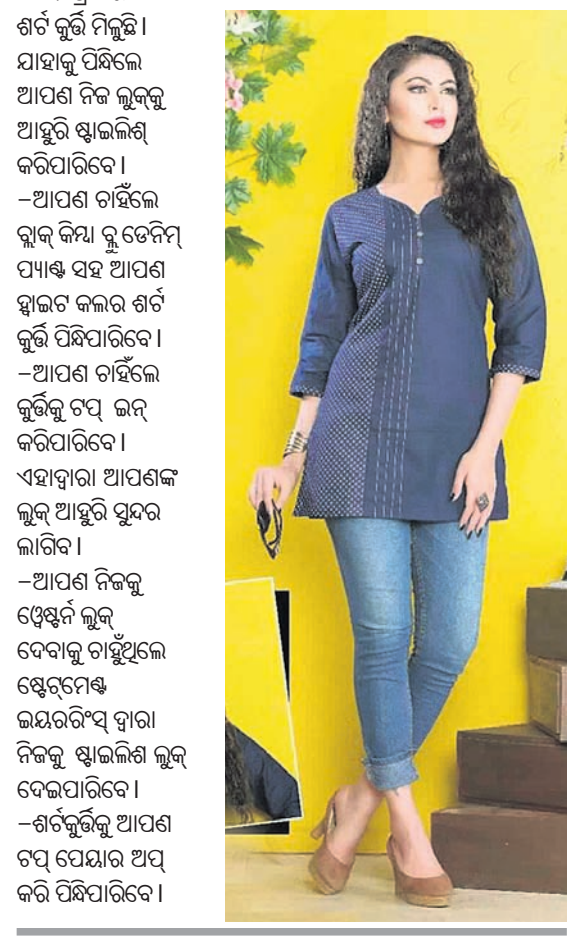 ଶର୍ଟ କୁର୍ତ୍ତି ମିଳୁଛି ।
ଯାହାକୁ ପିନ୍ଧିଲେ
ଆପଣ ନିଜ ଲୁକ୍‌କୁ
ଆହୁରି ଷ୍ଟାଇଲିଶ୍
କରିପାରିବେ ।
–ଆପଣ ଚାହିଁଲେ
ବ୍ଲାକ୍ କିମ୍ବା ବ୍ଲୁ ଡେନିମ୍
ପ୍ୟାଣ୍ଟ ସହ ଆପଣ
ହ୍ୱାଇଟ କଲର ଶର୍ଟ
କୁର୍ତ୍ତି ପିନ୍ଧିପାରିବେ ।
–ଆପଣ ଚାହିଁଲେ
କୁର୍ତ୍ତିକୁ ଟପ୍ ଇନ୍
କରିପାରିବେ ।
ଏହାଦ୍ୱାରା ଆପଣଙ୍କ
ଲୁକ୍ ଆହୁରି ସୁନ୍ଦର
ଲାଗିବ ।
–ଆପଣ ନିଜକୁ
ଓ୍ୱେଷ୍ଟର୍ନ ଲୁକ୍
ଦେବାକୁ ଚାହୁଁଥିଲେ
ଷ୍ଟେଟ୍‌ମେଣ୍ଟ
ଇୟରରିଂସ୍ ଦ୍ୱାରା
ନିଜକୁ ଷ୍ଟାଇଲିଶ ଲୁକ୍
ଦେଇପାରିବେ ।
–ଶର୍ଟକୁର୍ତ୍ତିକୁ ଆପଣ
ଟପ୍ ପେୟାର ଅପ୍
କରି ପିନ୍ଧିପାରିବେ ।